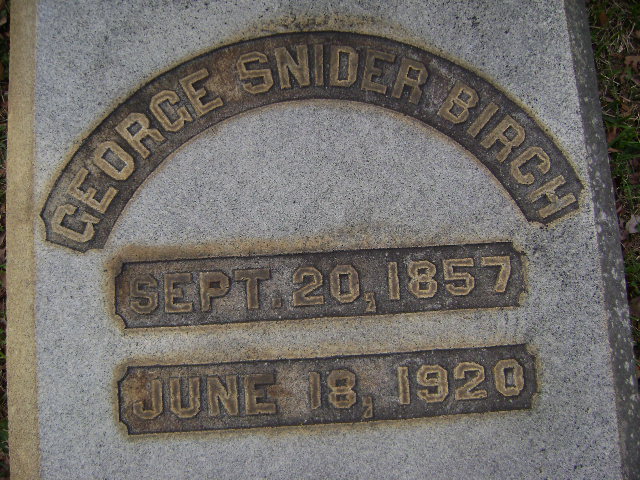 GEORGE SNIDER BIRCH
SEPT. 20, 1857
JUNE 18, 1920